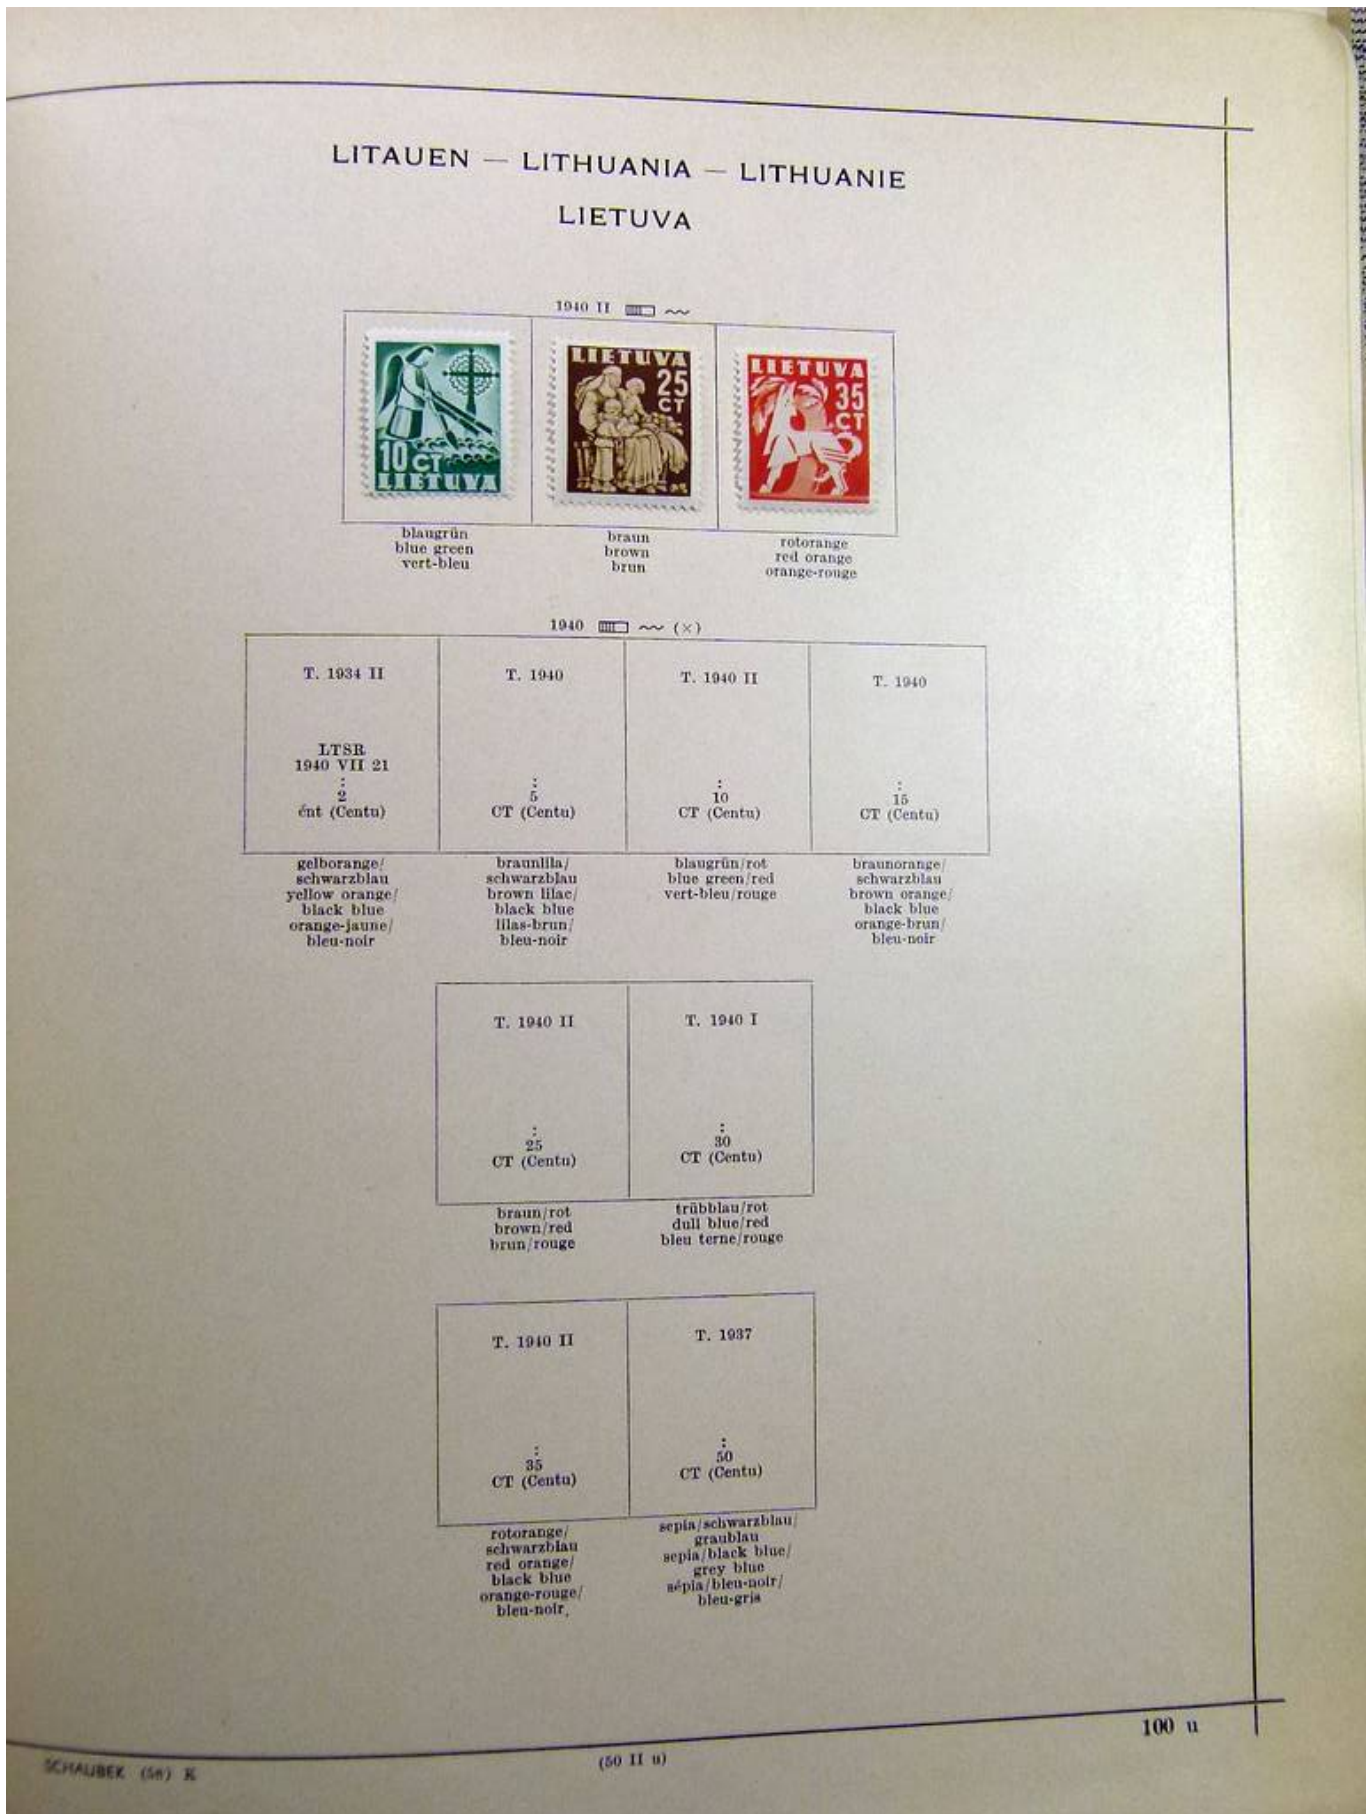 LITAUEN — LITHUANIA — LITHUANIE
LIETUVA
1940 II
10 CT
LIETUVA
LIETUVA
25
CT
LIETUVA
35
CT
blaugrün
blue green
vert-bleu
braun
brown
brun
rotorange
red orange
orange-rouge
1940 (×)
T. 1934 II
LTSR
1940 VII 21
:
2
ént (Centu)
T. 1940
:
5
CT (Centu)
T. 1940 II
:
10
CT (Centu)
T. 1940
:
15
CT (Centu)
gelborange/
schwarzblau
yellow orange/
black blue
orange-jaune/
bleu-noir
braunlila/
schwarzblau
brown lilac/
black blue
lilas-brun/
bleu-noir
blaugrün/rot
blue green/red
vert-bleu/rouge
braunorange/
schwarzblau
brown orange/
black blue
orange-brun/
bleu-noir
T. 1940 II
:
25
CT (Centu)
T. 1940 I
:
30
CT (Centu)
braun/rot
brown/red
brun/rouge
trübblau/rot
dull blue/red
bleu terne/rouge
T. 1940 II
:
35
CT (Centu)
T. 1937
:
50
CT (Centu)
rotorange/
schwarzblau
red orange/
black blue
orange-rouge/
bleu-noir,
sepia/schwarzblau/
graublau
sepia/black blue/
grey blue
sépia/bleu-noir/
bleu-gris
100 u
(50 II u)
SCHAUBEK